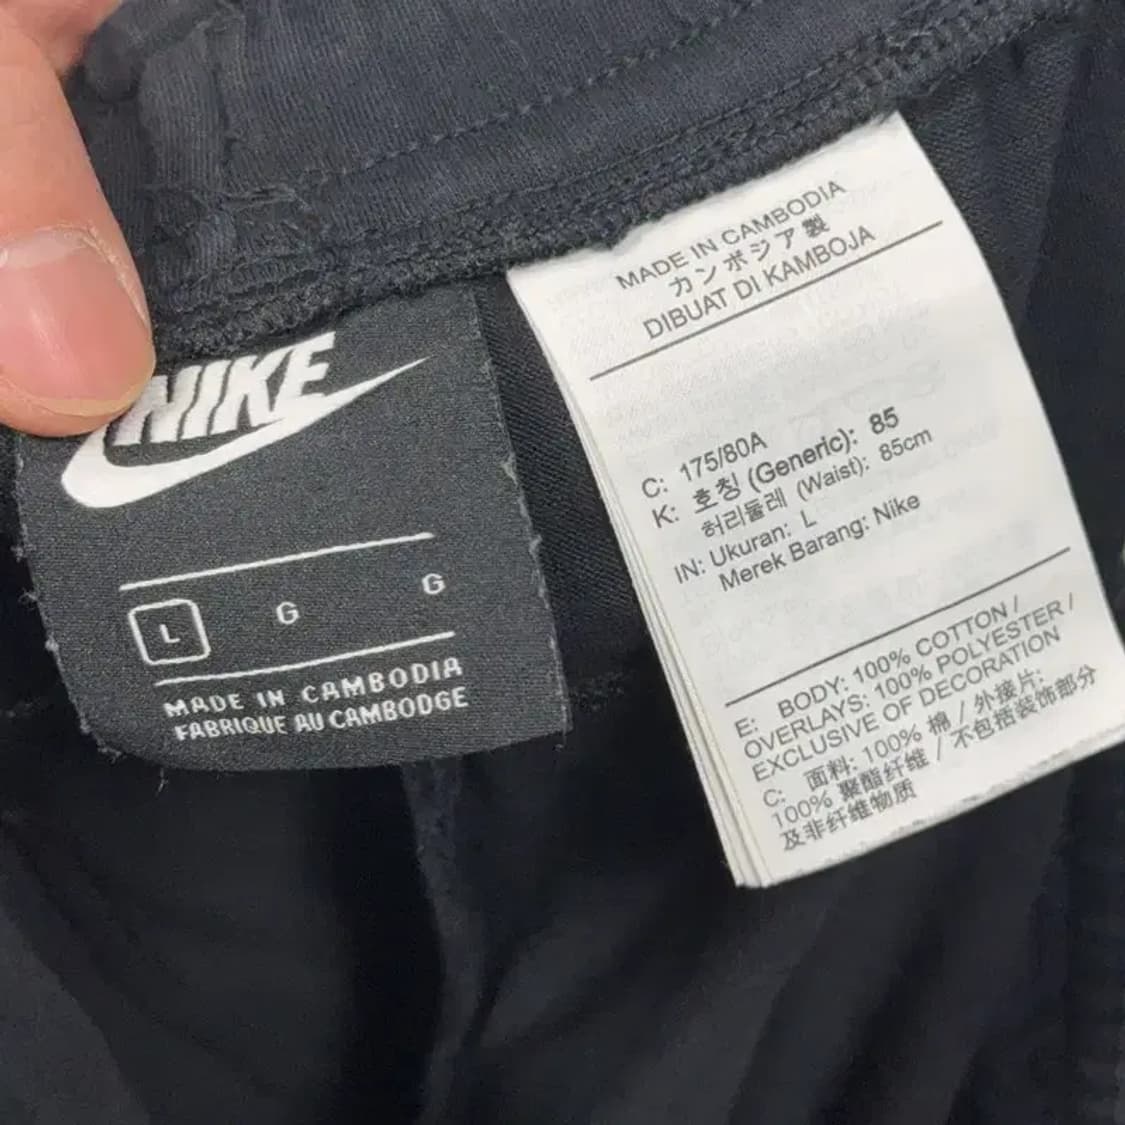 NIKE
L G G
MADE IN CAMBODIA
FABRIQUE AU CAMBODGE
MADE IN CAMBODIA
カンボジア製
DIBUAT DI KAMBOJA
C: 175/80A
K: 호칭 (Generic): 85
허리둘레 (Waist): 85cm
IN: Ukuran: L
Merek Barang: Nike
E: BODY: 100% COTTON /
OVERLAYS: 100% POLYESTER /
EXCLUSIVE OF DECORATION
C: 面料: 100% 棉 / 外接片:
100% 聚酯纤维 / 不包括装饰部分
及非纤维物质